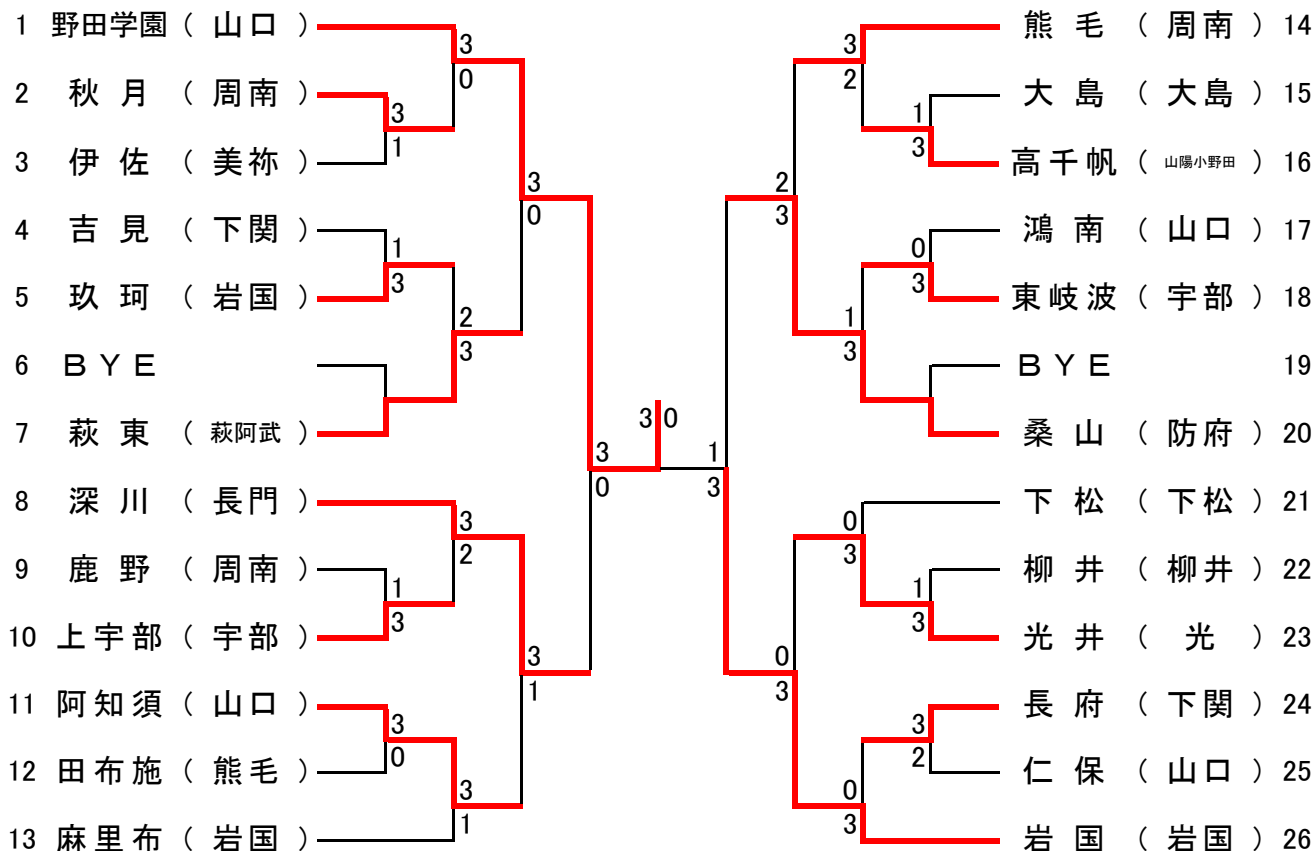 1 野田学園 ( 山口 )
3
0
2 秋月 ( 周南 )
3
1
3 伊佐 ( 美祢 )
3
0
4 吉見 ( 下関 )
1
3
5 玖珂 ( 岩国 )
2
3
6 ＢＹＥ
7 萩東 ( 萩阿武 )
3
0
8 深川 ( 長門 )
3
2
9 鹿野 ( 周南 )
1
3
10 上宇部 ( 宇部 )
3
1
11 阿知須 ( 山口 )
3
0
12 田布施 ( 熊毛 )
3
1
13 麻里布 ( 岩国 )
3 0
熊毛 ( 周南 ) 14
3
2
大島 ( 大島 ) 15
1
3
高千帆 ( 山陽小野田 ) 16
2
3
鴻南 ( 山口 ) 17
0
3
東岐波 ( 宇部 ) 18
1
3
ＢＹＥ 19
桑山 ( 防府 ) 20
1
3
下松 ( 下松 ) 21
0
3
柳井 ( 柳井 ) 22
1
3
光井 ( 光 ) 23
0
3
長府 ( 下関 ) 24
3
2
仁保 ( 山口 ) 25
0
3
岩国 ( 岩国 ) 26